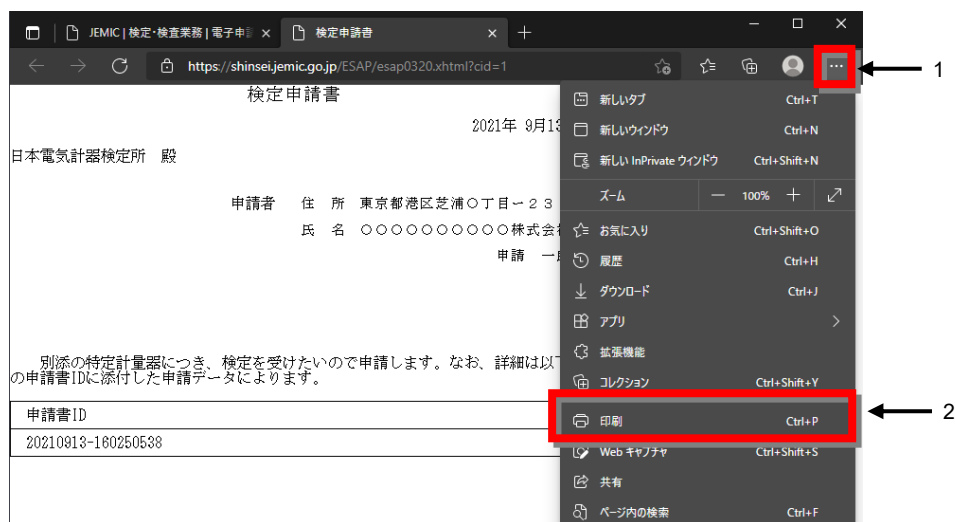 JEMIC | 検定・検査業務 | 電子申請
検定申請書
https://shinsei.jemic.go.jp/ESAP/esap0320.xhtml?cid=1
1
検定申請書
2021年 9月13
日本電気計器検定所 殿
申請者 住 所 東京都港区芝浦○丁目－２３
氏 名 ○○○○○○○○○○株式会
申請 一
別添の特定計量器につき、検定を受けたいので申請します。なお、詳細は以
の申請書IDに添付した申請データによります。
申請書ID
20210913-160250538
新しいタブ Ctrl+T
新しいウィンドウ Ctrl+N
新しい InPrivate ウィンドウ Ctrl+Shift+N
ズーム 100%
お気に入り Ctrl+Shift+O
履歴 Ctrl+H
ダウンロード Ctrl+J
アプリ
拡張機能
コレクション Ctrl+Shift+Y
印刷 Ctrl+P
2
Web キャプチャ Ctrl+Shift+S
共有
ページ内の検索 Ctrl+F